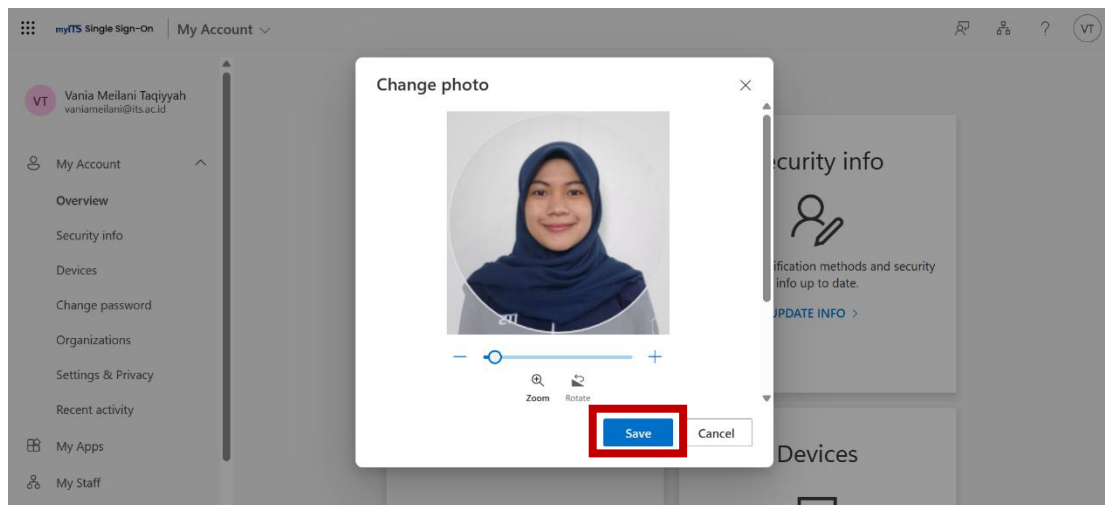 myITS Single Sign-On
My Account
?
VT
VT
Vania Meilani Taqiyyah
vaniameilani@its.ac.id
My Account
Overview
Security info
Devices
Change password
Organizations
Settings & Privacy
Recent activity
My Apps
My Staff
Change photo
Zoom
Rotate
Save
Cancel
curity info
ification methods and security
info up to date.
UPDATE INFO >
Devices